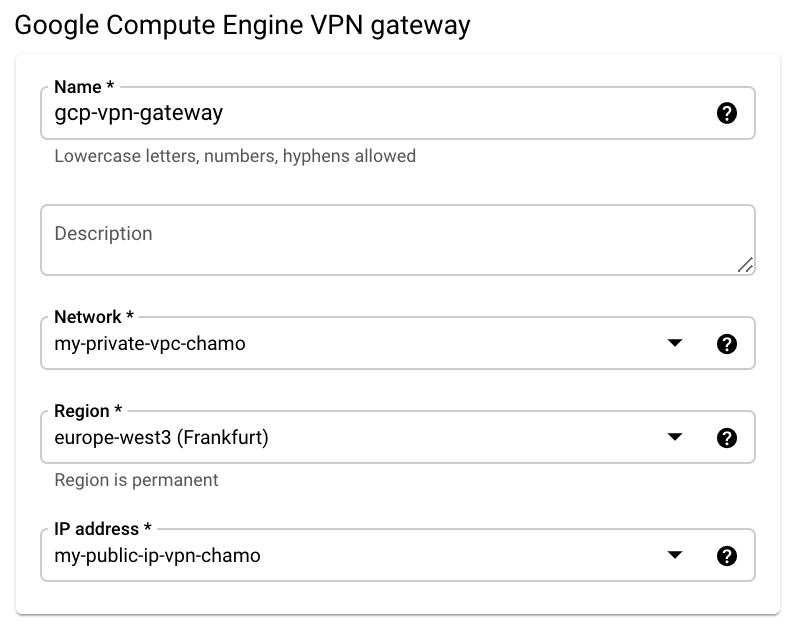 Google Compute Engine VPN gateway
Name *
gcp-vpn-gateway
Lowercase letters, numbers, hyphens allowed
Description
Network *
my-private-vpc-chamo
Region *
europe-west3 (Frankfurt)
Region is permanent
IP address *
my-public-ip-vpn-chamo